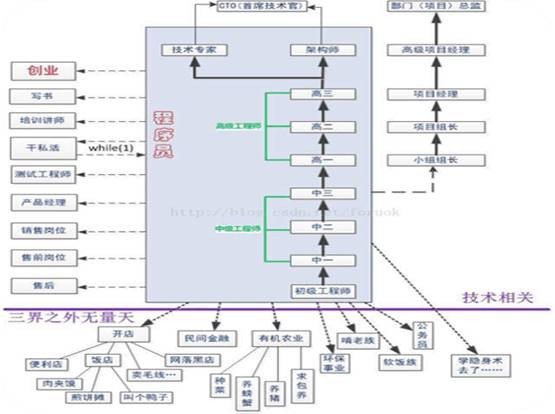 CTO(首席技术官)
部门(项目)总监
技术专家
架构师
高级项目经理
创业
写书
培训讲师
干私活
while(1)
测试工程师
产品经理
销售岗位
售前岗位
售后
程序员
高级工程师
高三
高二
高一
中级工程师
中三
中二
中一
初级工程师
项目经理
项目组长
小组组长
http://blog.csdn.net/foruok
技术相关
三界之外无量天
开店
民间金融
有机农业
环保事业
啃老族
软饭族
公务员
学隐身术去了……
便利店
饭店
网络黑店
肉夹馍
卖毛线…
煎饼摊
叫个鸭子
种菜
养螃蟹
养猪
求包养